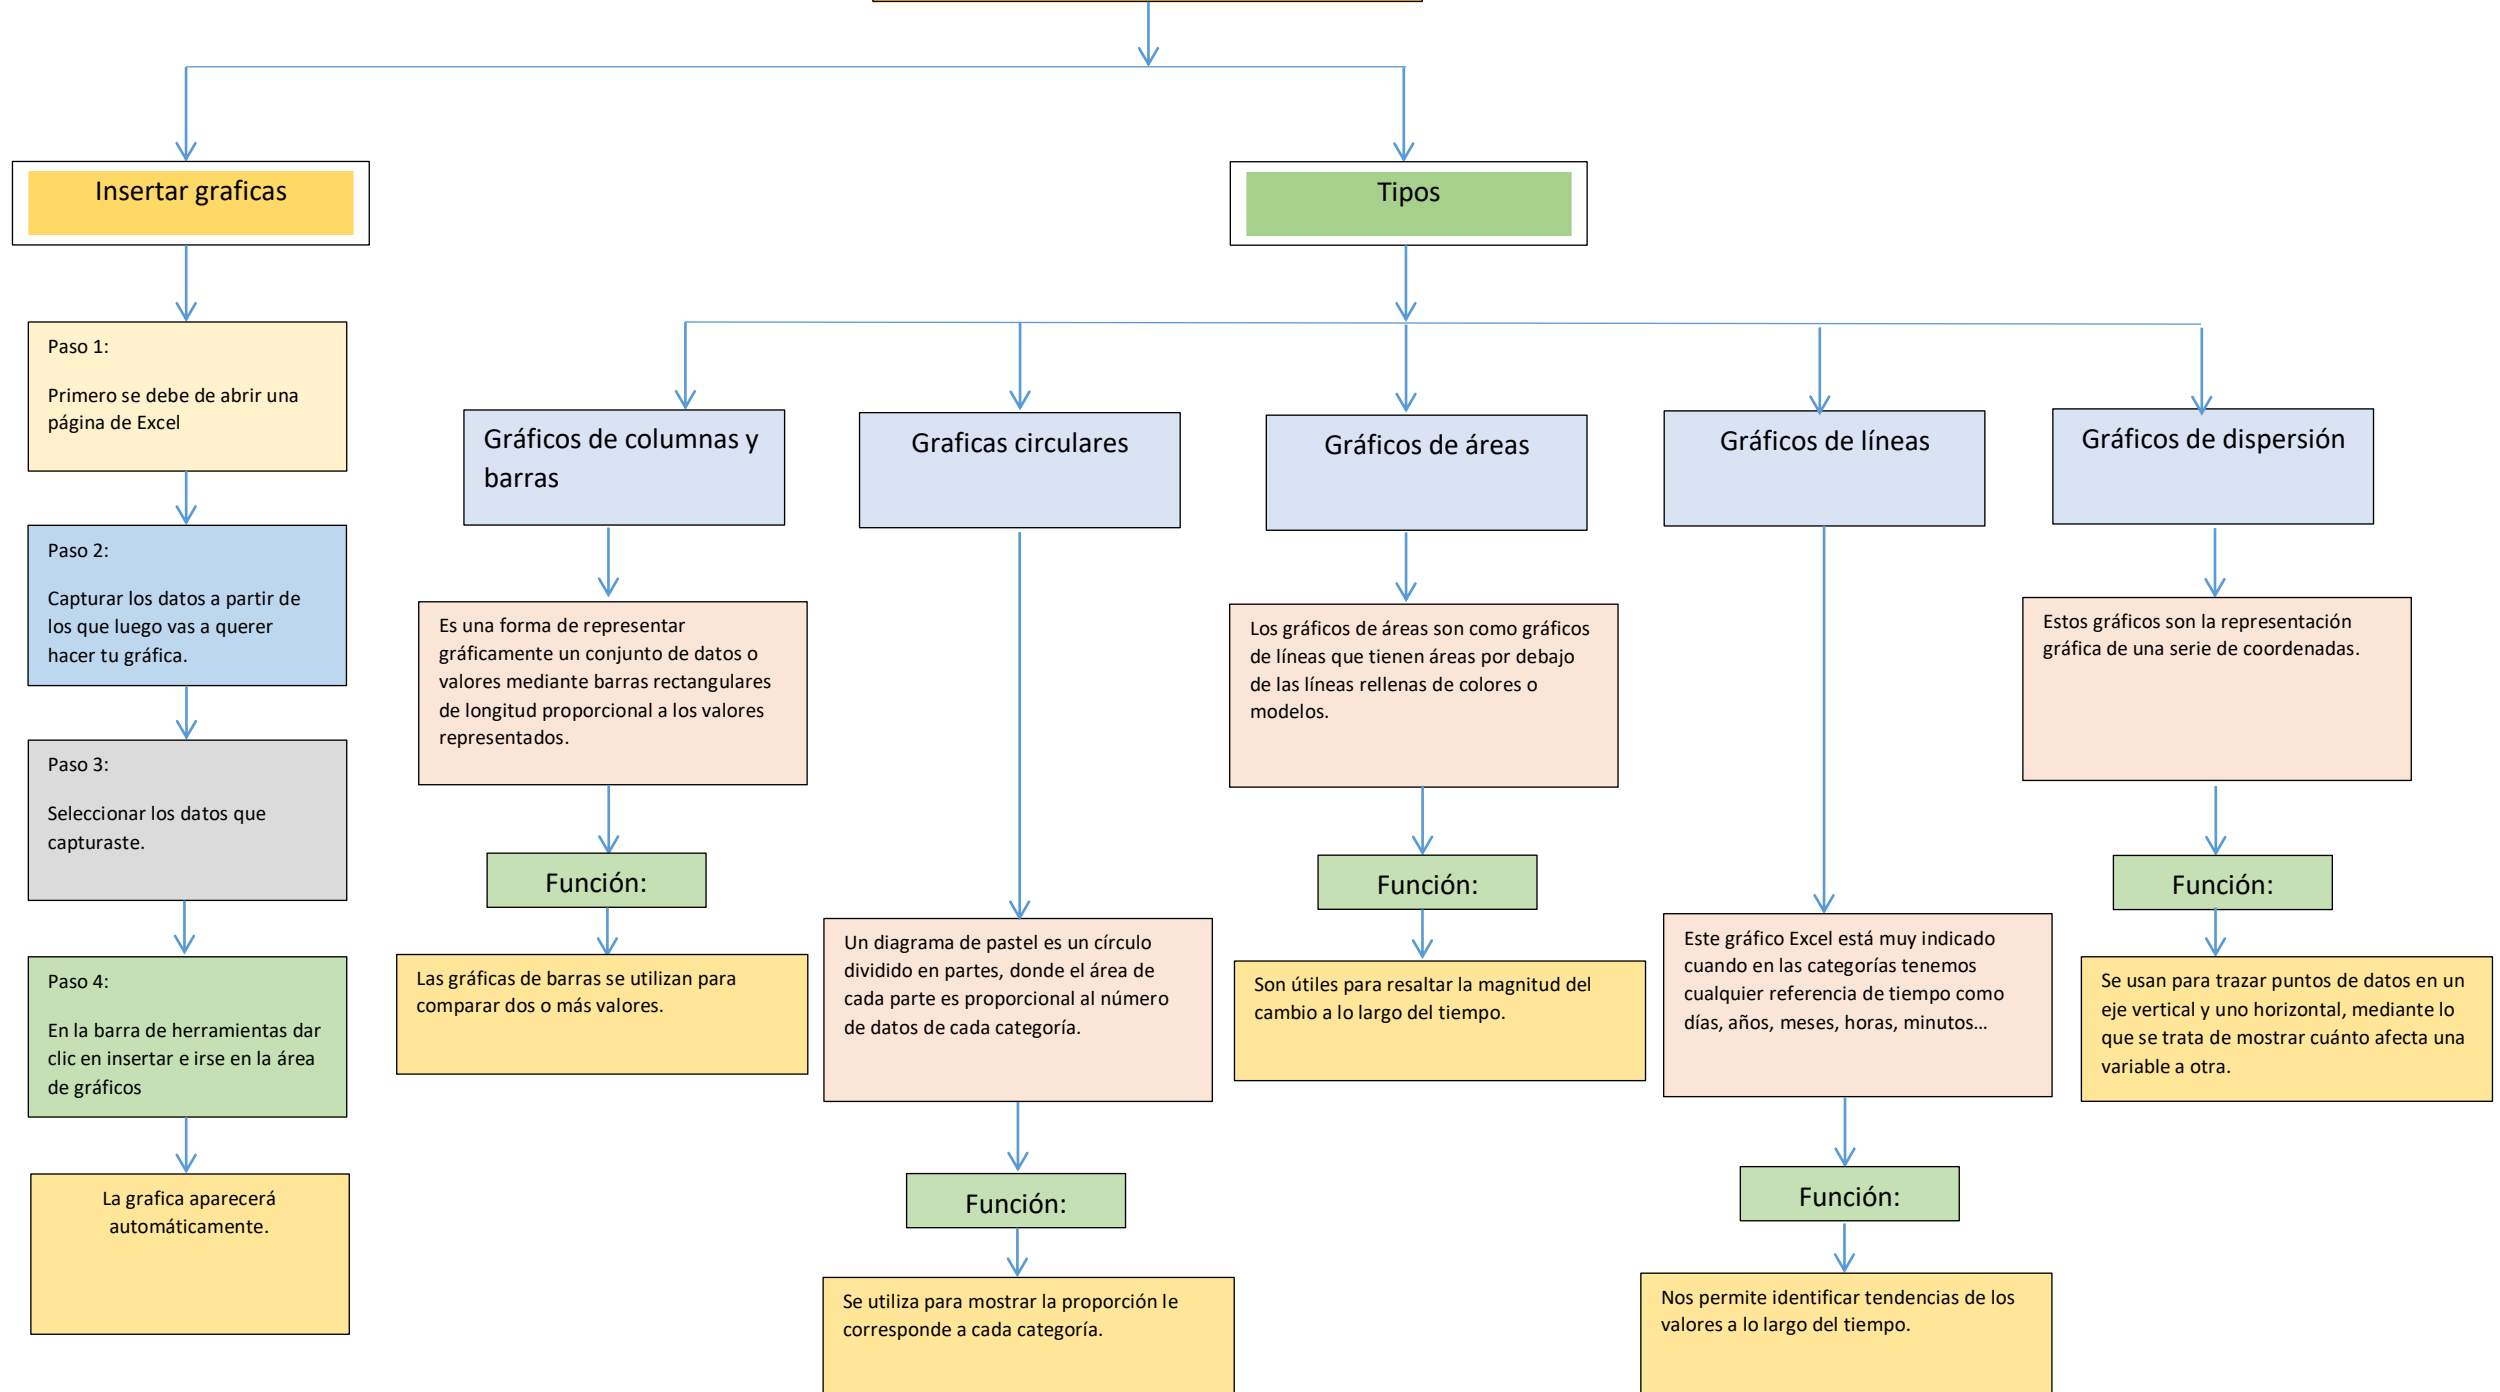 Insertar graficas
Tipos
Paso 1:
Primero se debe de abrir una
página de Excel
Paso 2:
Capturar los datos a partir de
los que luego vas a querer
hacer tu gráfica.
Paso 3:
Seleccionar los datos que
capturaste.
Paso 4:
En la barra de herramientas dar
clic en insertar e irse en la área
de gráficos
La grafica aparecerá
automáticamente.
Gráficos de columnas y
barras
Es una forma de representar
gráficamente un conjunto de datos o
valores mediante barras rectangulares
de longitud proporcional a los valores
representados.
Función:
Las gráficas de barras se utilizan para
comparar dos o más valores.
Graficas circulares
Un diagrama de pastel es un círculo
dividido en partes, donde el área de
cada parte es proporcional al número
de datos de cada categoría.
Función:
Se utiliza para mostrar la proporción le
corresponde a cada categoría.
Gráficos de áreas
Los gráficos de áreas son como gráficos
de líneas que tienen áreas por debajo
de las líneas rellenas de colores o
modelos.
Función:
Son útiles para resaltar la magnitud del
cambio a lo largo del tiempo.
Gráficos de líneas
Este gráfico Excel está muy indicado
cuando en las categorías tenemos
cualquier referencia de tiempo como
días, años, meses, horas, minutos…
Función:
Nos permite identificar tendencias de los
valores a lo largo del tiempo.
Gráficos de dispersión
Estos gráficos son la representación
gráfica de una serie de coordenadas.
Función:
Se usan para trazar puntos de datos en un
eje vertical y uno horizontal, mediante lo
que se trata de mostrar cuánto afecta una
variable a otra.